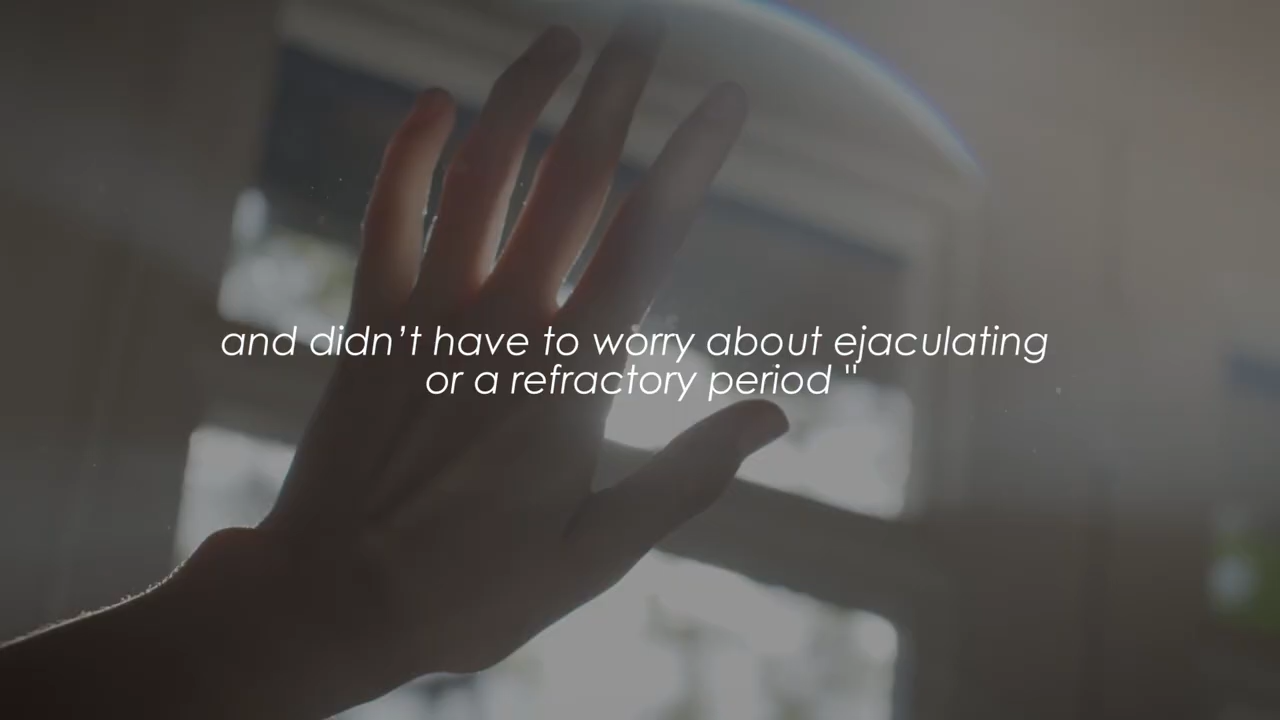 and didn’t have to worry about ejaculating
or a refractory period "